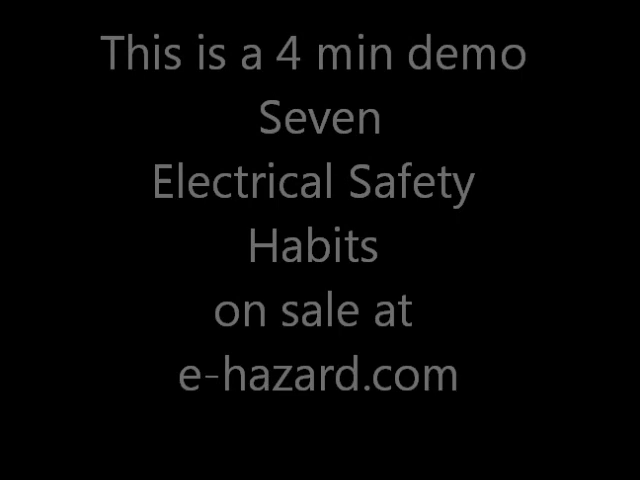 This is a 4 min demo
Seven
Electrical Safety
Habits
on sale at
e-hazard.com